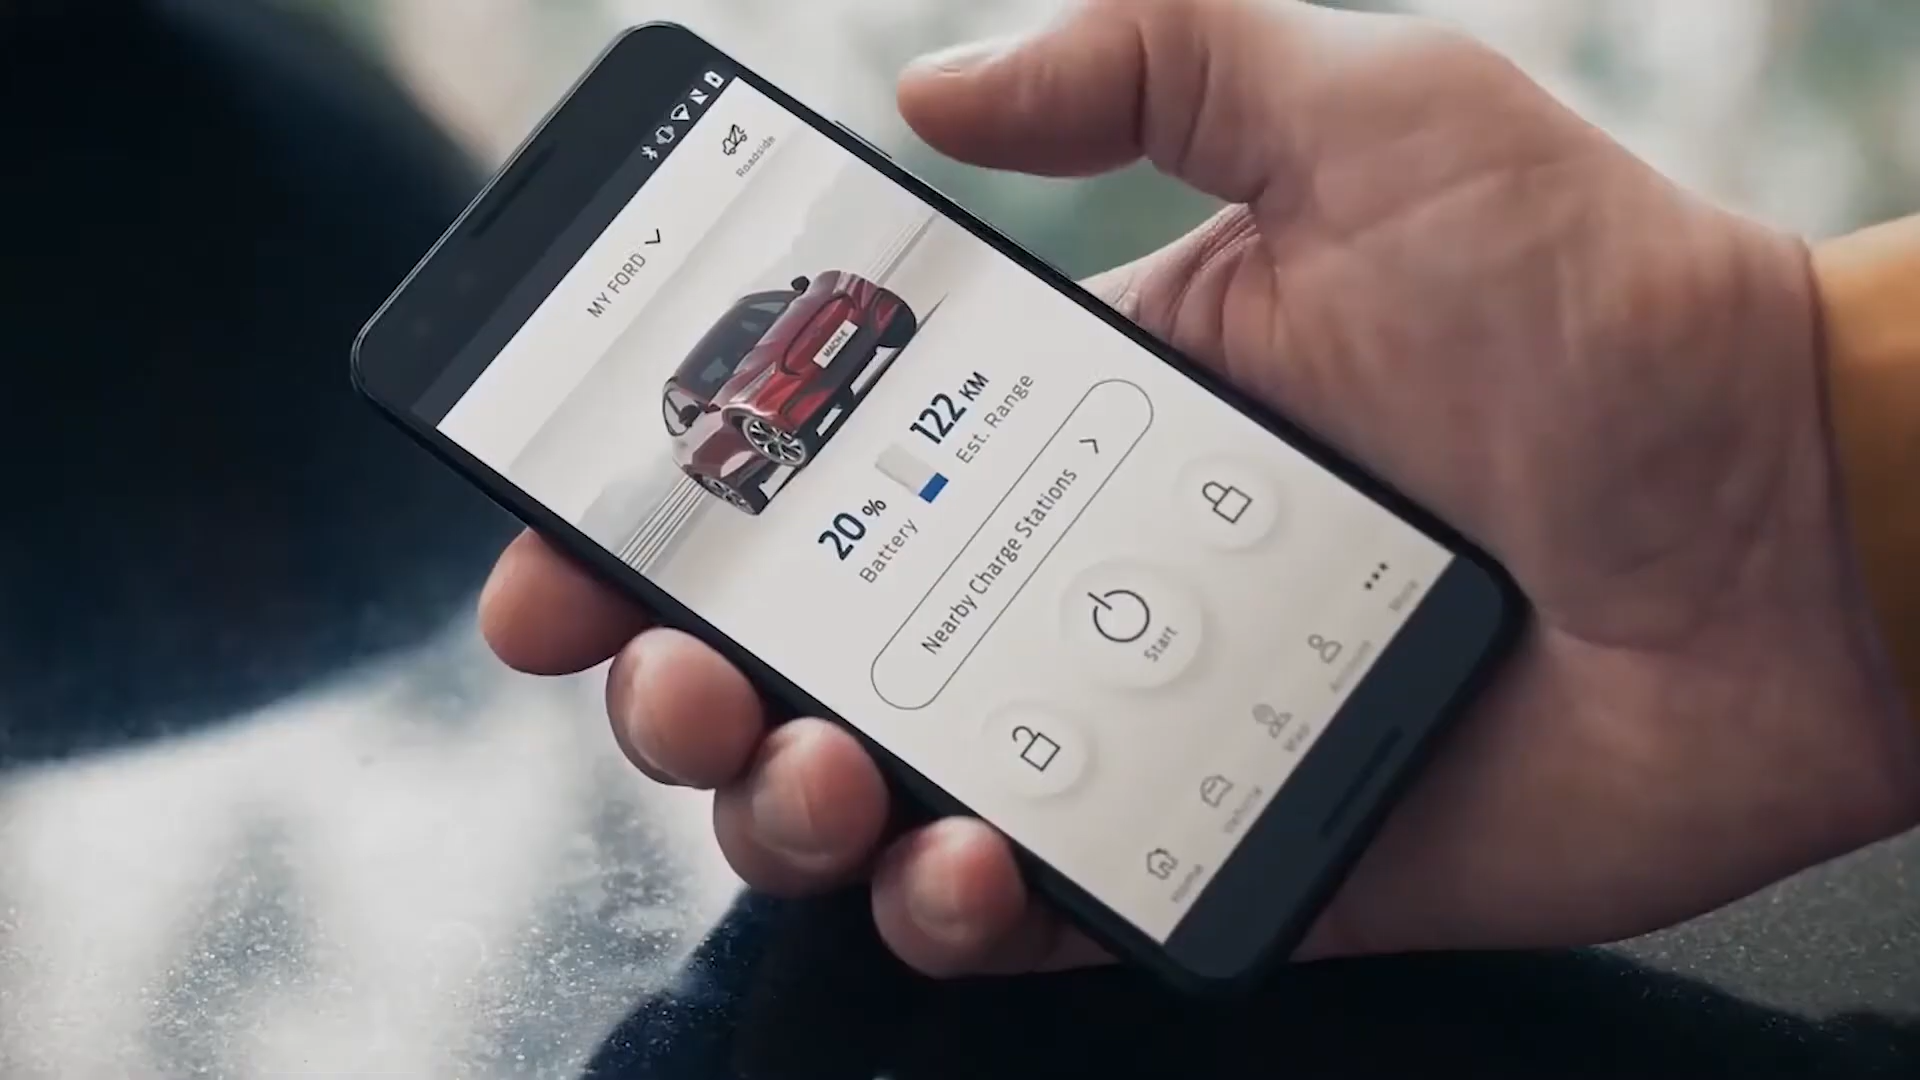 Roadside
MY FORD
MACH-E
20 %
Battery
122 KM
Est. Range
Nearby Charge Stations
Start
Home
Vehicle
Map
Account
More